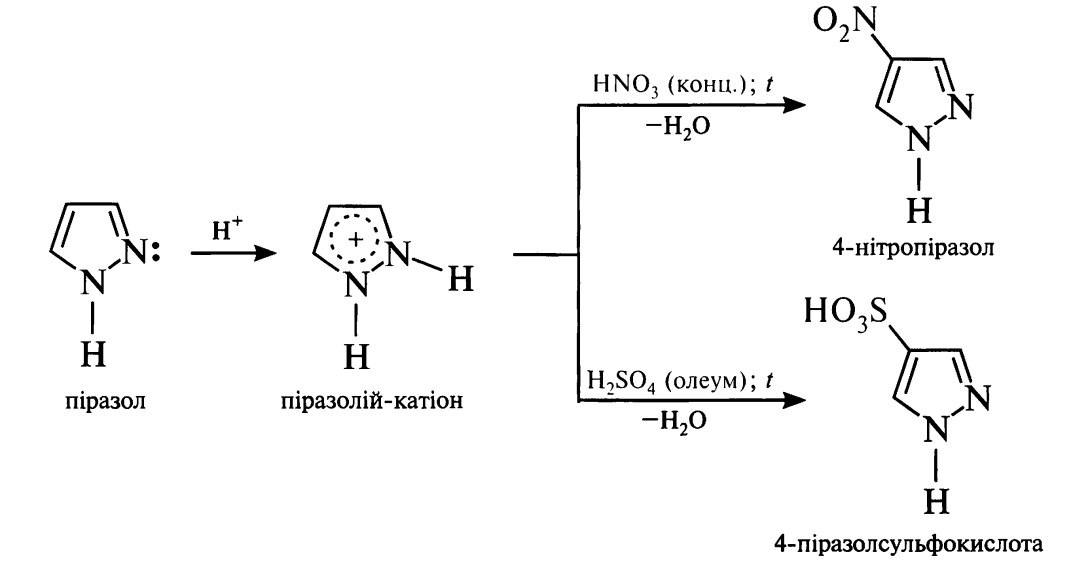 O₂N
HNO₃ (конц.); t
−H₂O
N
N
H
4-нітропіразол
N:
N
H
піразол
H⁺
+
N
H
N
H
піразолій-катіон
HO₃S
H₂SO₄ (олеум); t
−H₂O
N
N
H
4-піразолсульфокислота